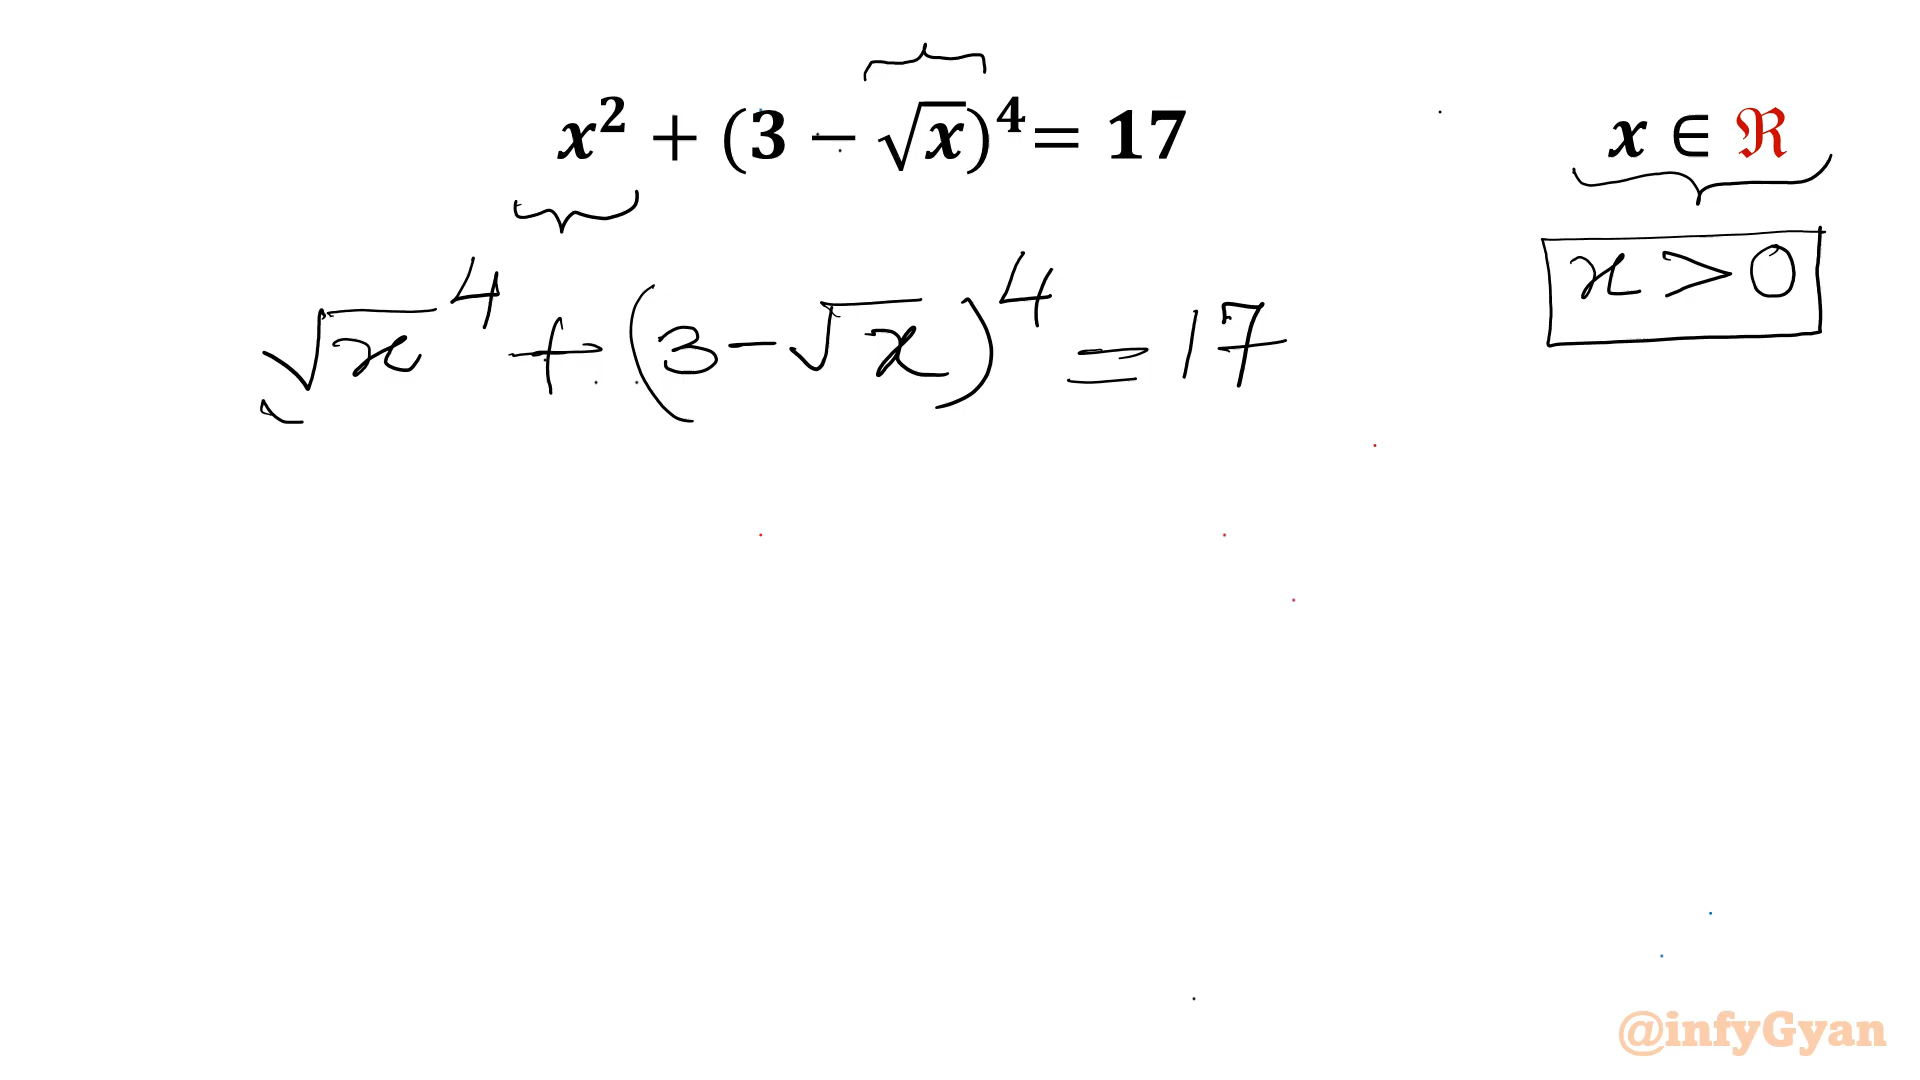 x² + (3 − √x)⁴ = 17
x ∈ ℜ
x > 0
√x⁴ + (3 − √x)⁴ = 17
@infyGyan